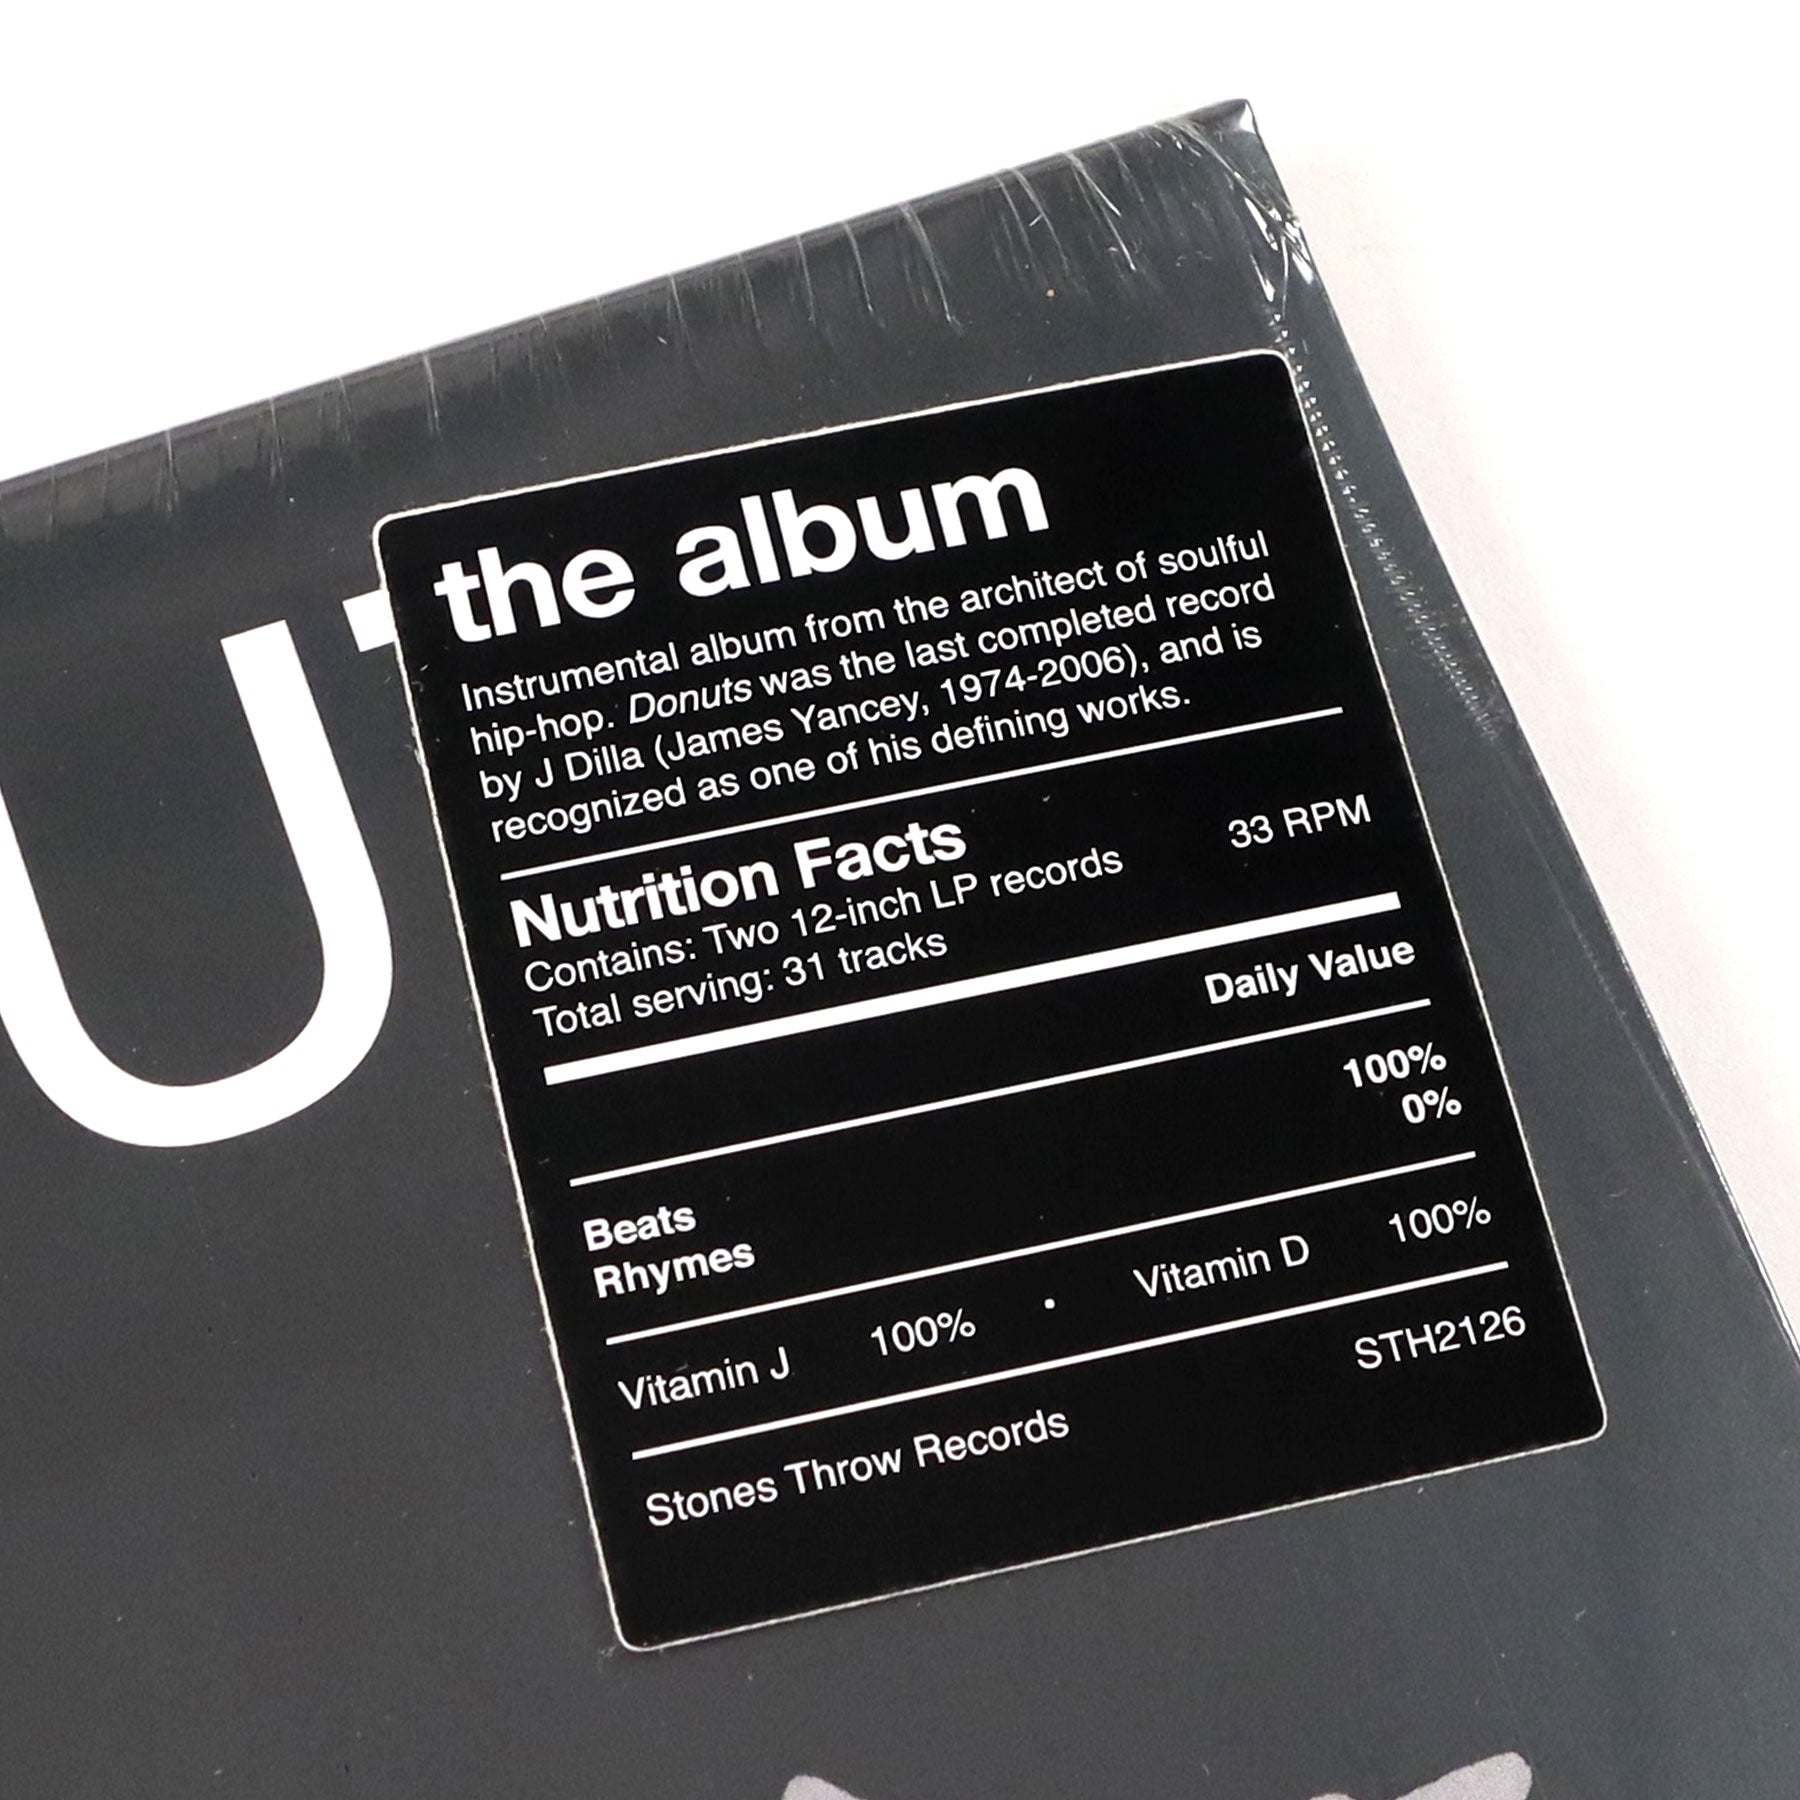 U
the album
Instrumental album from the architect of soulful
hip-hop. Donuts was the last completed record
by J Dilla (James Yancey, 1974-2006), and is
recognized as one of his defining works.
Nutrition Facts
33 RPM
Contains: Two 12-inch LP records
Total serving: 31 tracks
Daily Value
Beats 100%
Rhymes 0%
Vitamin J 100% • Vitamin D 100%
Stones Throw Records STH2126